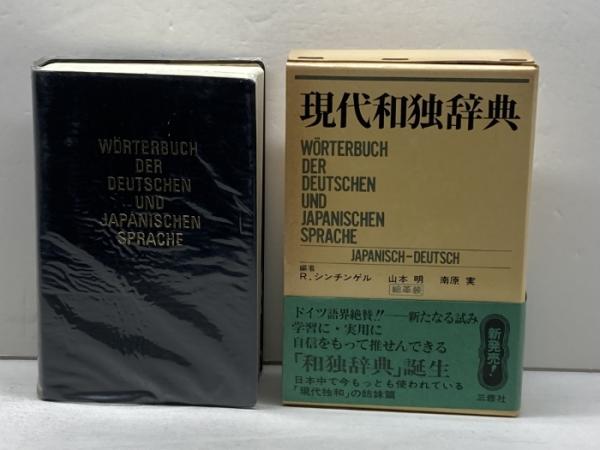 WÖRTERBUCH
DER
DEUTSCHEN
UND
JAPANISCHEN
SPRACHE
現代和独辞典
WÖRTERBUCH
DER
DEUTSCHEN
UND
JAPANISCHEN
SPRACHE
JAPANISCH-DEUTSCH
編者
R.シンチンゲル 山本 明 南原 実
総革装
ドイツ語界絶賛!!——新たなる試み
学習に・実用に
自信をもって推せんできる
「和独辞典」誕生
日本中で今もっとも使われている
「現代独和」の姉妹篇
新発売!
三修社